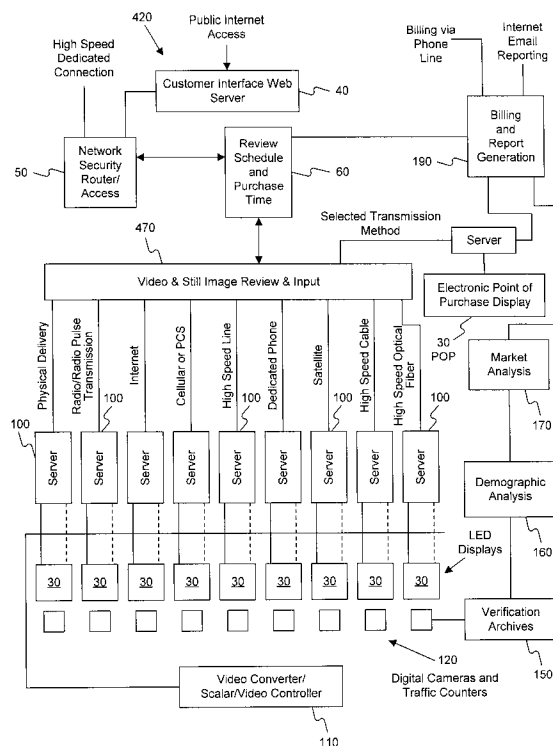 Public Internet
Access
420
High Speed
Dedicated
Connection
Customer Interface Web
Server
40
Billing via
Phone
Line
Internet
Email
Reporting
Network
Security
Router/
Access
50
Review
Schedule
and
Purchase
Time
60
Billing
and
Report
Generation
190
470
Selected Transmission
Method
Server
Video & Still Image Review & Input
Electronic Point of
Purchase Display
30
POP
Physical Delivery
Radio/Radio Pulse
Transmission
Internet
Cellular or PCS
High Speed Line
Dedicated Phone
Satellite
High Speed Cable
High Speed Optical
Fiber
Market
Analysis
170
100
100
100
100
100
Server
Server
Server
Server
Server
Server
Server
Server
Server
Demographic
Analysis
160
LED
Displays
30
30
30
30
30
30
30
30
30
Verification
Archives
150
120
Digital Cameras and
Traffic Counters
Video Converter/
Scalar/Video Controller
110